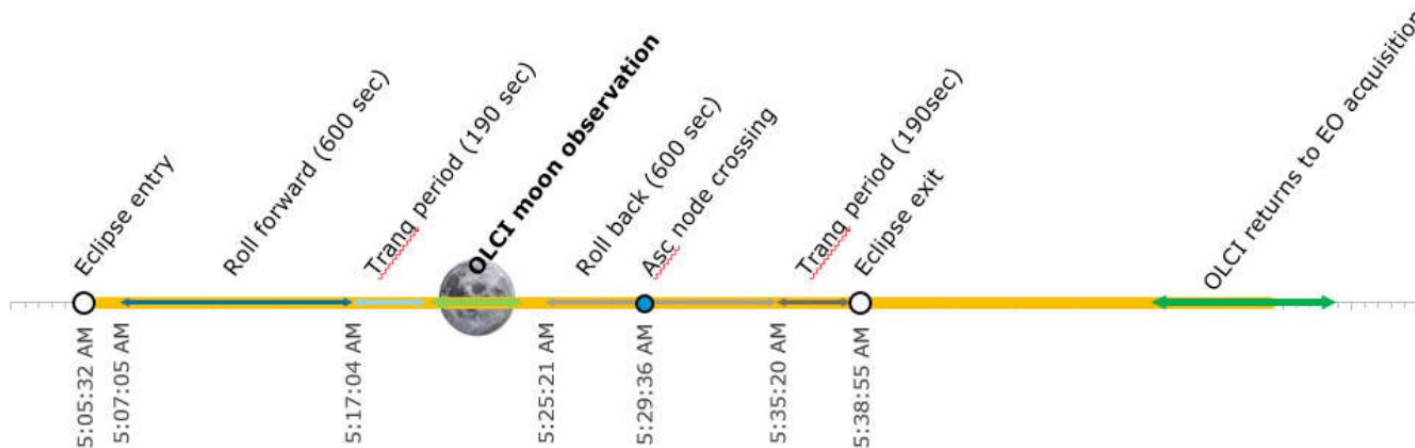 Eclipse entry
Roll forward (600 sec)
Tranq period (190 sec)
OLCI moon observation
Roll back (600 sec)
Asc node crossing
Tranq period (190sec)
Eclipse exit
OLCI returns to EO acquisition
5:05:32 AM
5:07:05 AM
5:17:04 AM
5:25:21 AM
5:29:36 AM
5:35:20 AM
5:38:55 AM